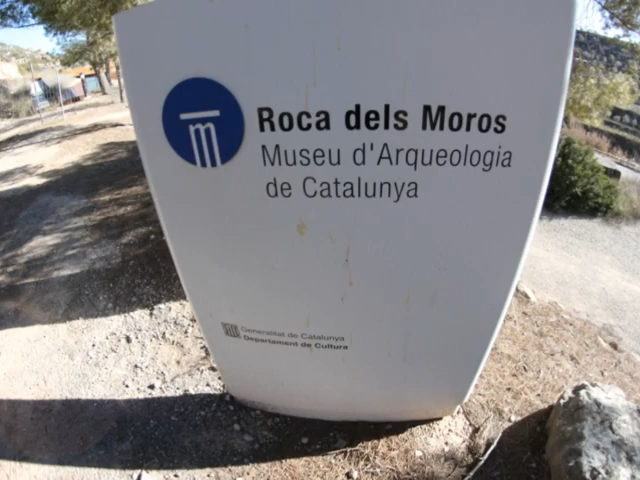 m
Roca dels Moros
Museu d'Arqueologia
de Catalunya
Generalitat de Catalunya
Departament de Cultura